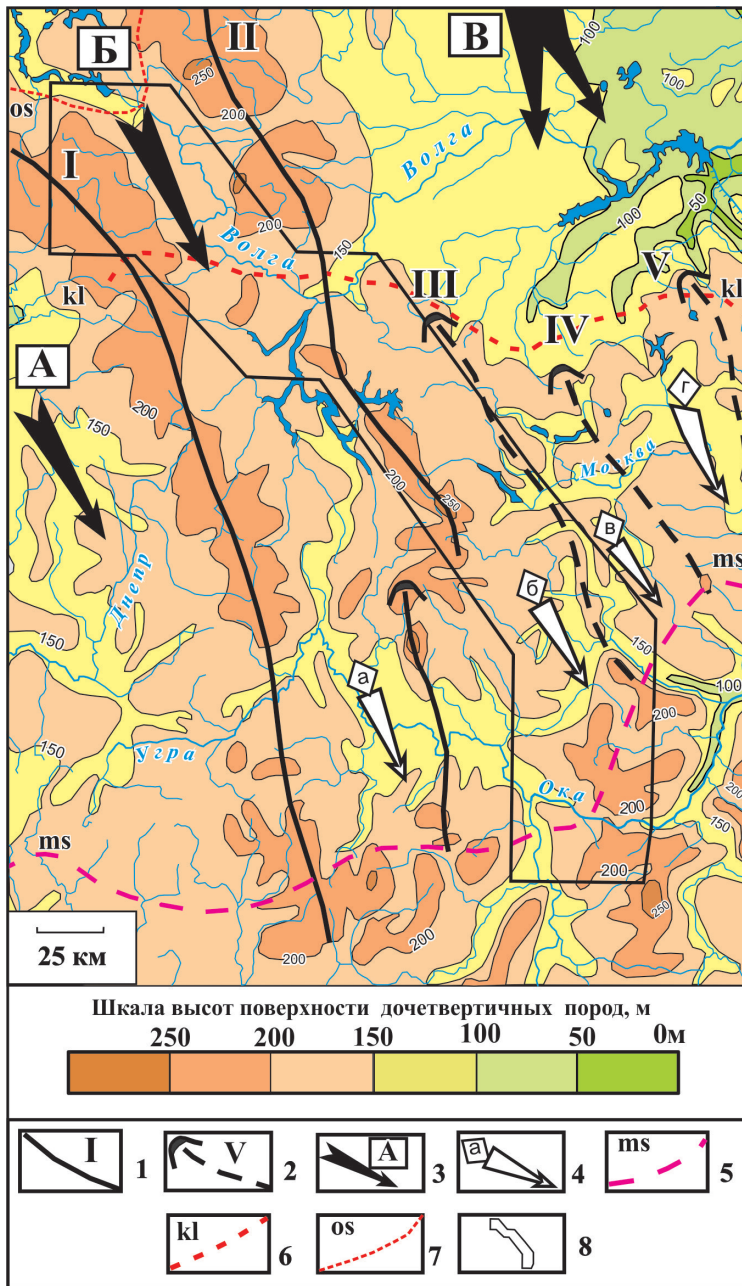 II
В
Б
100
250
100
os
200
Волга
I
50
100
200
150
Волга
V
III
kl
kl
IV
А
г
200
150
Москва
200
250
в
ms
Днепр
б
150
150
а
100
200
150
Угра
Ока
200
200
150
ms
200
250
25 км
200
200
Шкала высот поверхности дочетвертичных пород, м
250 200 150 100 50 0м
I 1
V 2
А 3
а 4
ms 5
kl 6
os 7
8